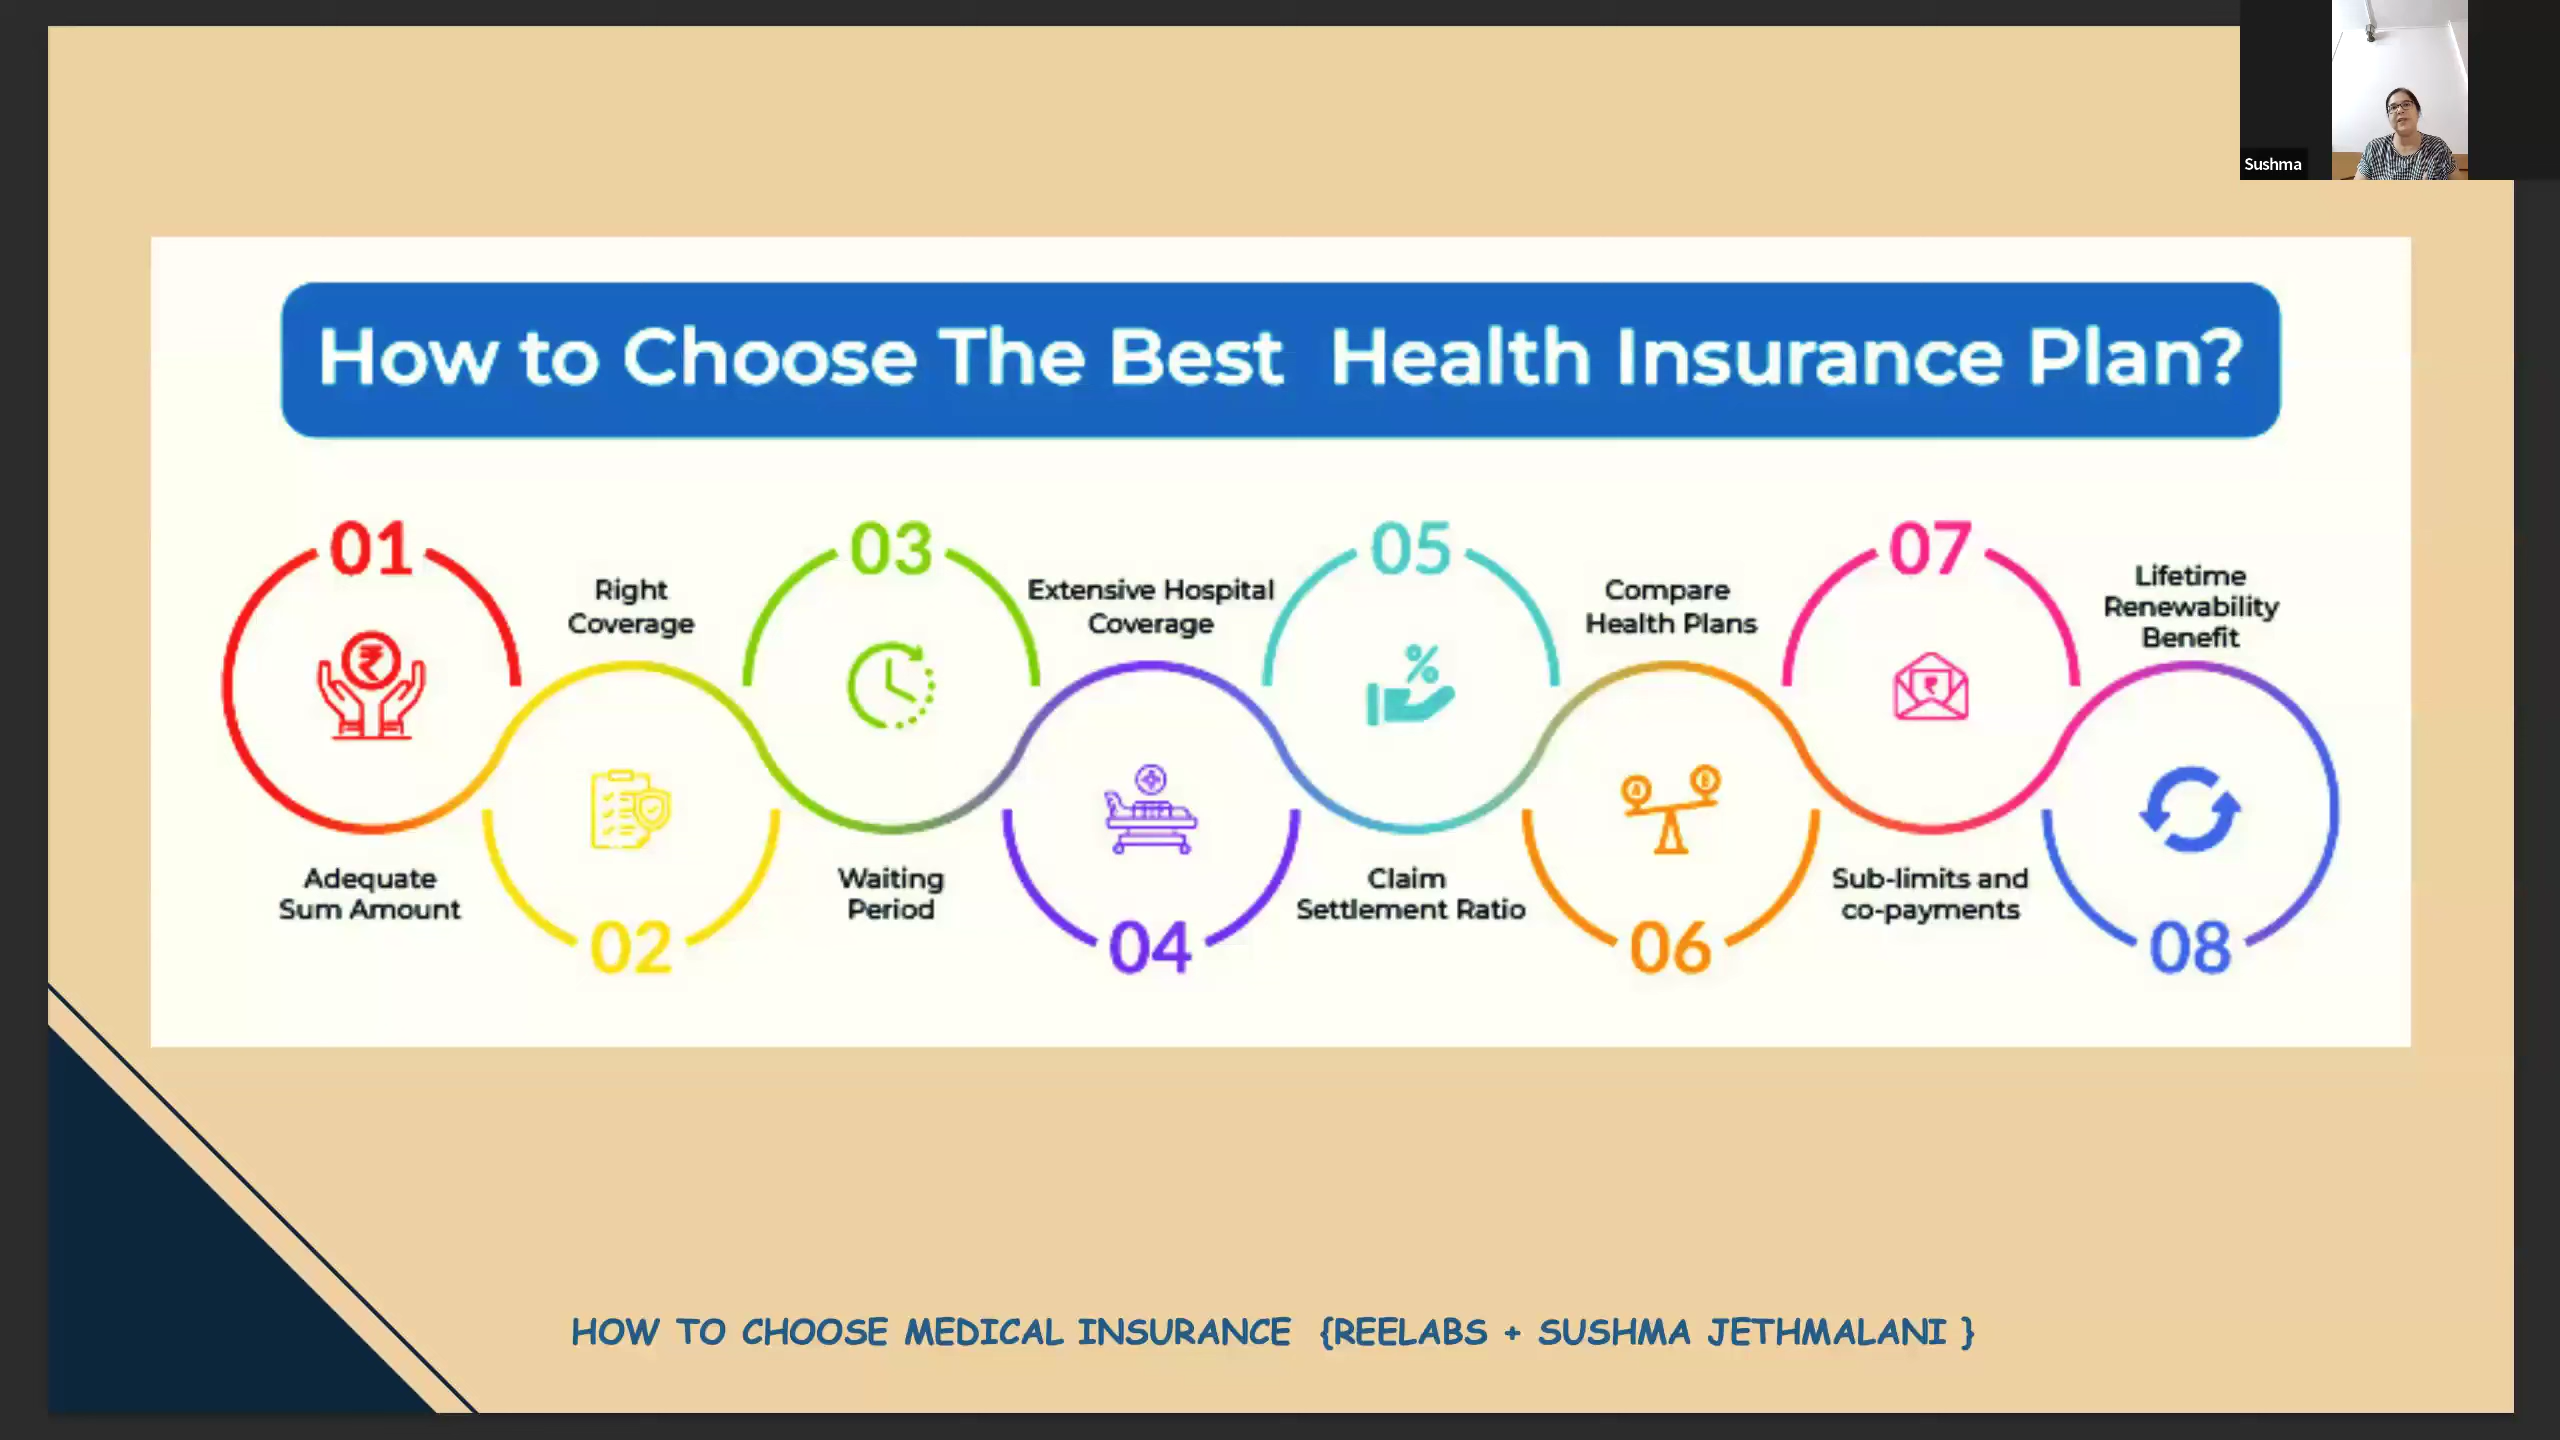 Sushma
How to Choose The Best Health Insurance Plan?
01
Adequate
Sum Amount
Right
Coverage
02
03
Waiting
Period
Extensive Hospital
Coverage
04
05
Claim
Settlement Ratio
Compare
Health Plans
06
07
Sub-limits and
co-payments
Lifetime
Renewability
Benefit
08
HOW TO CHOOSE MEDICAL INSURANCE {REELABS + SUSHMA JETHMALANI }